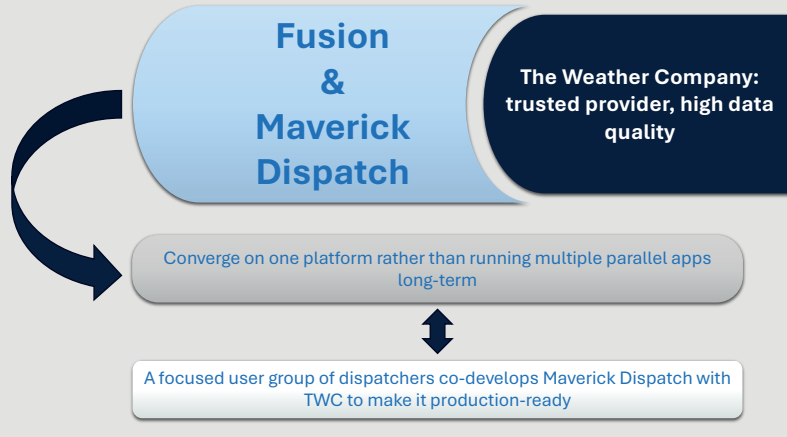 Fusion
&
Maverick
Dispatch
The Weather Company:
trusted provider, high data
quality
Converge on one platform rather than running multiple parallel apps
long-term
A focused user group of dispatchers co-develops Maverick Dispatch with
TWC to make it production-ready